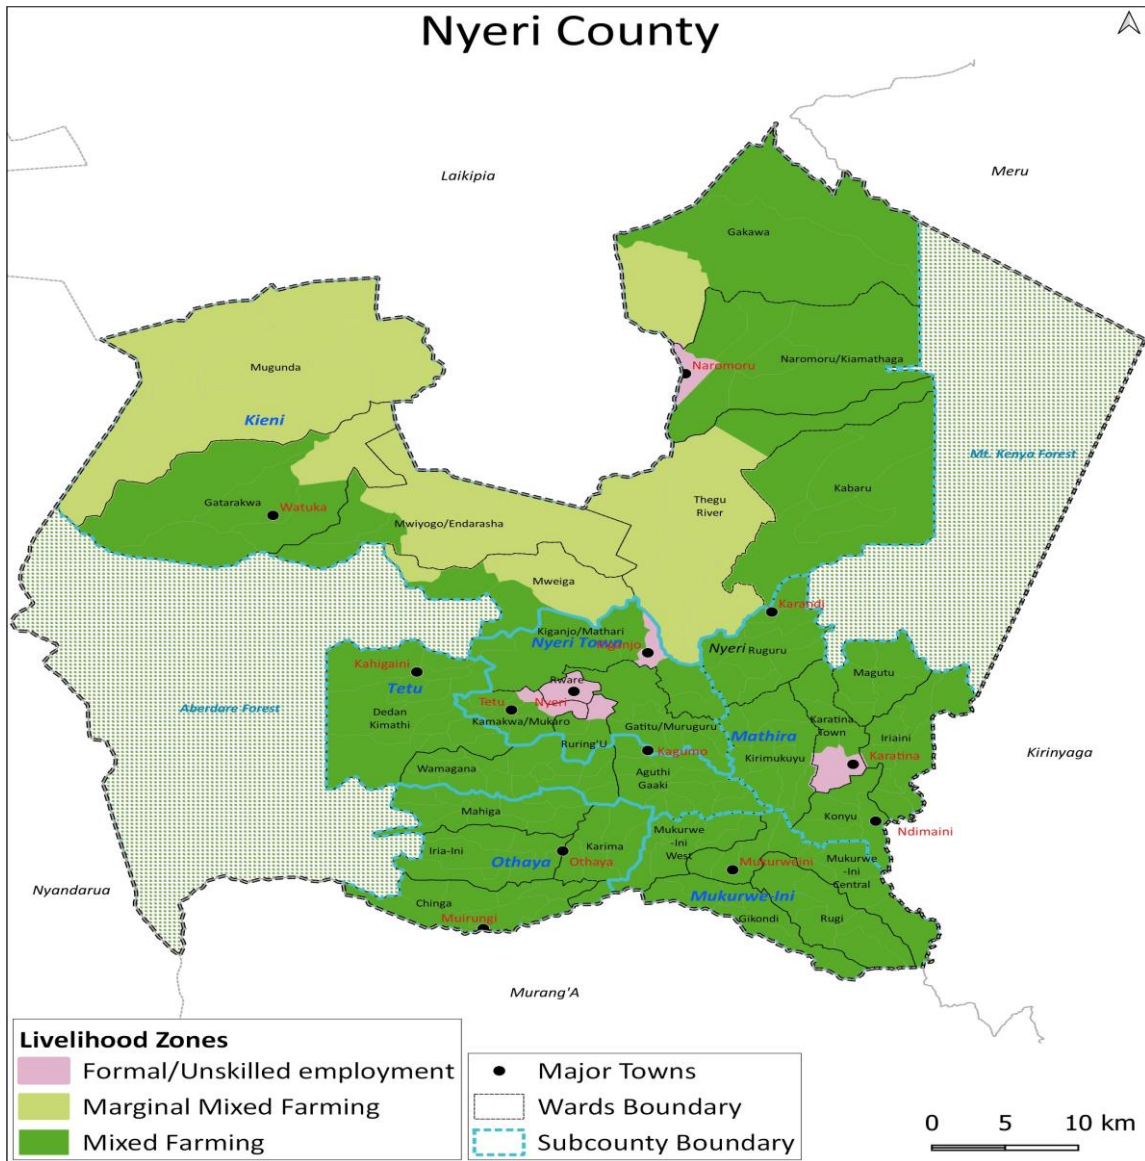 Nyeri County
Laikipia
Meru
Gakawa
Naromoru/Kiamathaga
Naromoru
Mugunda
Kieni
Mt. Kenya Forest
Kabaru
Thegu
River
Gatarakwa
Watuka
Mwiyogo/Endarasha
Mweiga
Karandi
Kiganjo/Mathari
Nyeri Town
Kiganjo
Nyeri
Ruguru
Kahigaini
Tetu
Magutu
Rware
Aberdare Forest
Dedan
Kimathi
Tetu
Nyeri
Kamakwa/Mukaro
Gatitu/Muruguru
Karatina
Town
Mathira
Iriaini
Ruring'U
Kagumo
Kirimukuyu
Karatina
Kirinyaga
Wamagana
Aguthi
Gaaki
Mahiga
Konyu
Ndimaini
Iria-Ini
Karima
Othaya
Othaya
Mukurwe
-Ini
West
Mukurweini
Mukurwe
-Ini
Central
Nyandarua
Chinga
Mukurwe-Ini
Muirungi
Gikondi
Rugi
Murang'A
Livelihood Zones
Formal/Unskilled employment
Marginal Mixed Farming
Mixed Farming
Major Towns
Wards Boundary
Subcounty Boundary
0 5 10 km